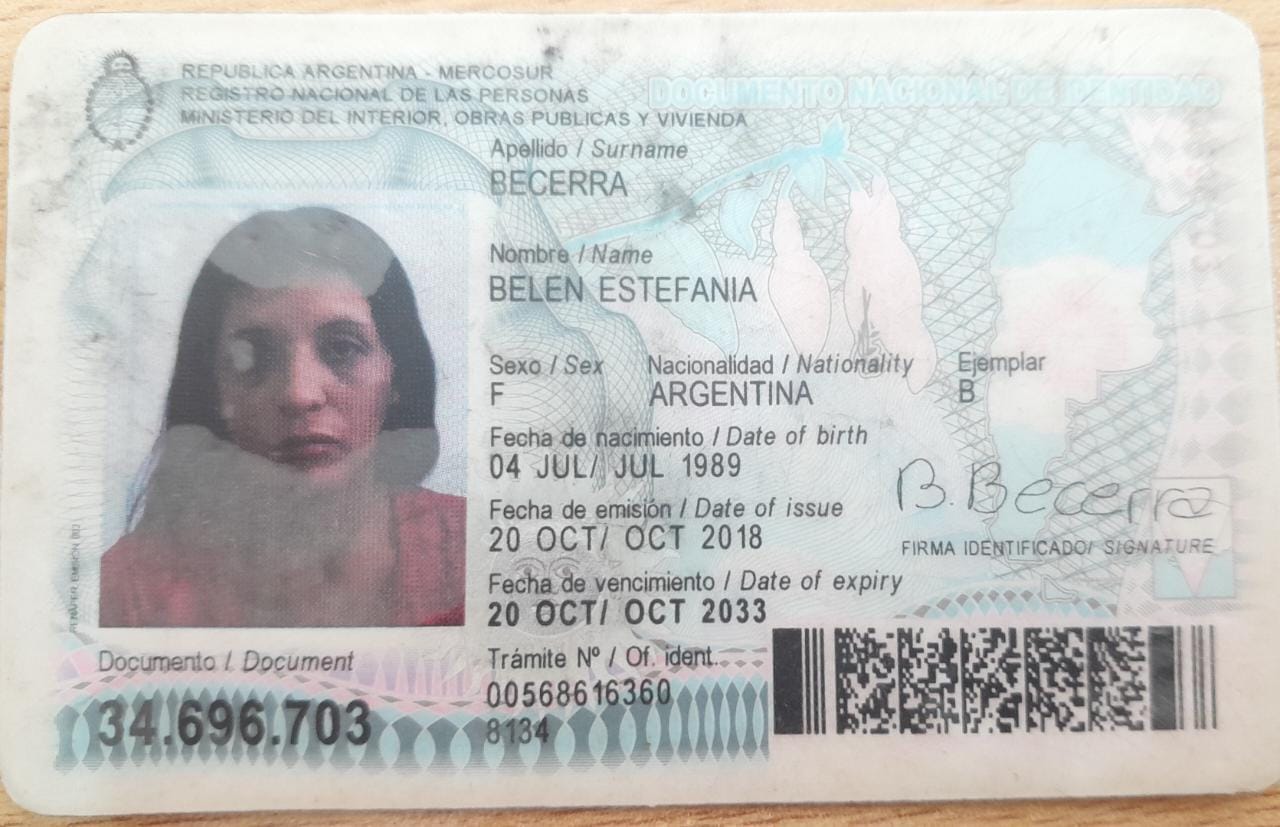 REPUBLICA ARGENTINA - MERCOSUR
REGISTRO NACIONAL DE LAS PERSONAS
MINISTERIO DEL INTERIOR, OBRAS PUBLICAS Y VIVIENDA
DOCUMENTO NACIONAL DE IDENTIDAD
Apellido / Surname
BECERRA
Nombre / Name
BELEN ESTEFANIA
Sexo / Sex Nacionalidad / Nationality Ejemplar
F ARGENTINA B
Fecha de nacimiento / Date of birth
04 JUL/ JUL 1989
Fecha de emisión / Date of issue
20 OCT/ OCT 2018
B. Becerra
FIRMA IDENTIFICADO/ SIGNATURE
Fecha de vencimiento / Date of expiry
20 OCT/ OCT 2033
Documento / Document
34.696.703
Trámite Nº / Of. ident.
00568616360
8134